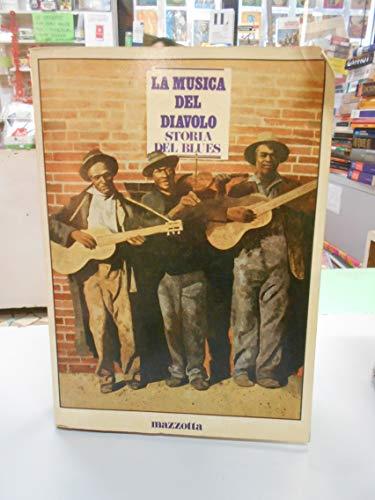 LA MUSICA
DEL
DIAVOLO
STORIA
DEL BLUES
mazzotta